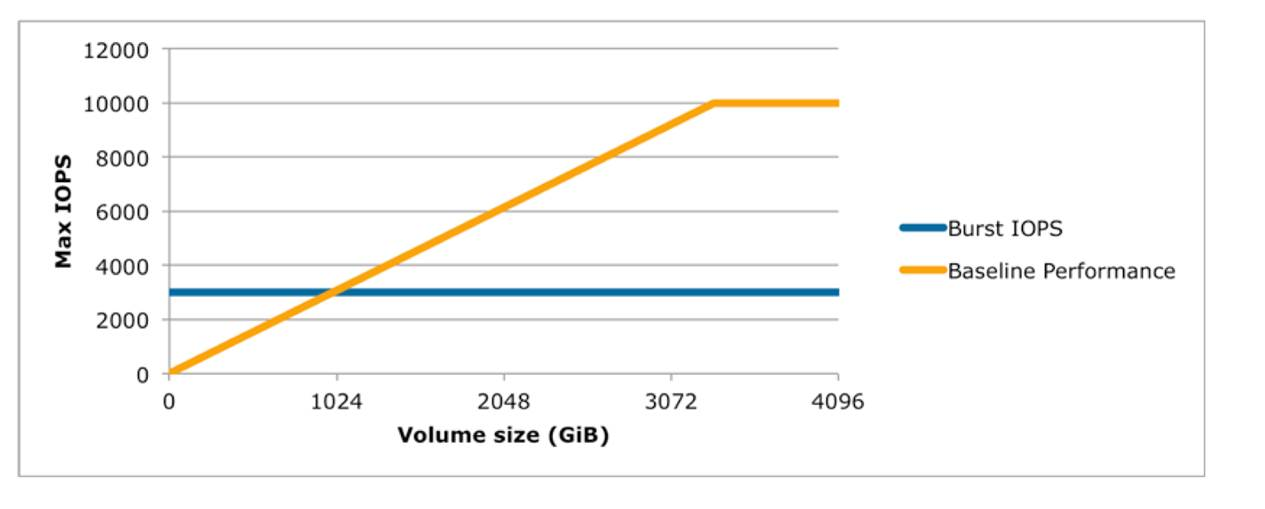 12000
10000
8000
6000
4000
2000
0
Max IOPS
0 1024 2048 3072 4096
Volume size (GiB)
Burst IOPS
Baseline Performance